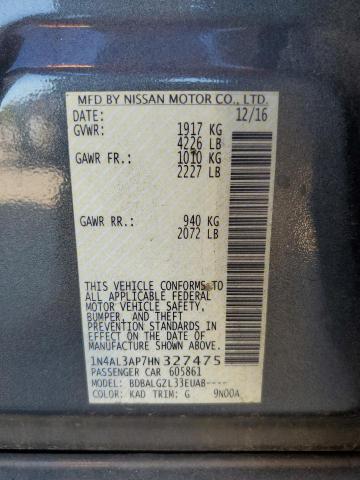 MFD BY NISSAN MOTOR CO., LTD.
DATE: 12/16
GVWR: 1917 KG
4226 LB
GAWR FR.: 1010 KG
2227 LB
GAWR RR.: 940 KG
2072 LB
THIS VEHICLE CONFORMS TO
ALL APPLICABLE FEDERAL
MOTOR VEHICLE SAFETY,
BUMPER, AND THEFT
PREVENTION STANDARDS IN
EFFECT ON THE DATE OF
MANUFACTURE SHOWN
ABOVE.
1N4AL3AP7HN327475
PASSENGER CAR 605861
MODEL: BDBALGZL33EUAB----
COLOR: KAD TRIM: G 9N00A